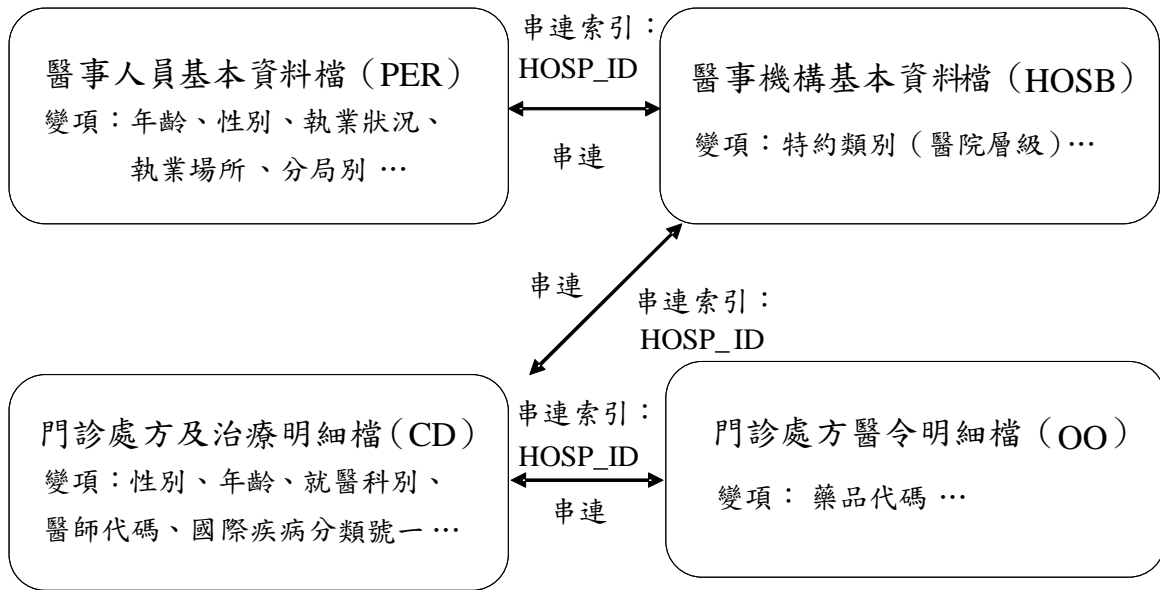 醫事人員基本資料檔（PER）
變項：年齡、性別、執業狀況、
執業場所、分局別 …
串連索引：
HOSP_ID
串連
醫事機構基本資料檔（HOSB）
變項：特約類別（醫院層級）…
串連
串連索引：
HOSP_ID
門診處方及治療明細檔（CD）
變項：性別、年齡、就醫科別、
醫師代碼、國際疾病分類號一 …
串連索引：
HOSP_ID
串連
門診處方醫令明細檔（OO）
變項： 藥品代碼 …